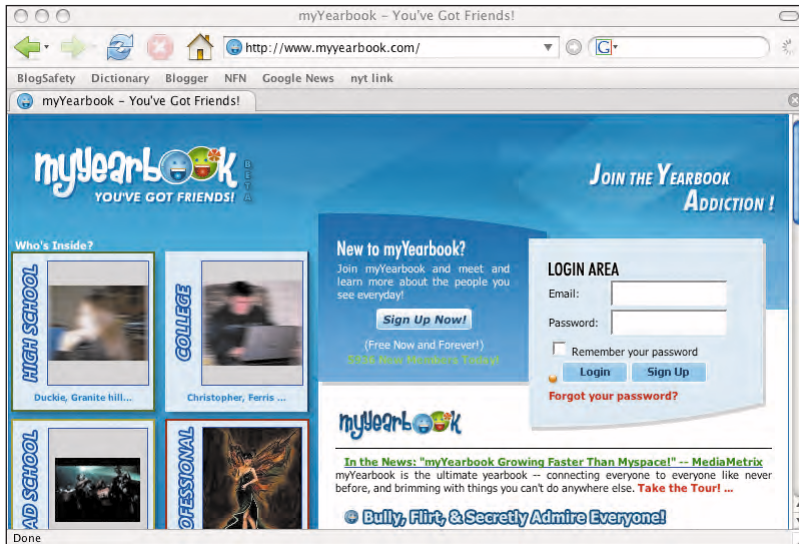 myYearbook – You've Got Friends!
http://www.myyearbook.com/
G
BlogSafety Dictionary Blogger NFN Google News nyt link
myYearbook – You've Got Friends!
myYearbook BETA
YOU'VE GOT FRIENDS!
JOIN THE YEARBOOK
ADDICTION !
Who's Inside?
HIGH SCHOOL
Duckie, Granite hill...
COLLEGE
Christopher, Ferris ...
AD SCHOOL
OFESSIONAL
New to myYearbook?
Join myYearbook and meet and
learn more about the people you
see everyday!
Sign Up Now!
(Free Now and Forever!)
Members Today!
LOGIN AREA
Email:
Password:
Remember your password
Login Sign Up
Forgot your password?
myYearbook
In the News: "myYearbook Growing Faster Than Myspace!" -- MediaMetrix
myYearbook is the ultimate yearbook -- connecting everyone to everyone like never
before, and brimming with things you can't do anywhere else. Take the Tour! ...
Bully, Flirt, & Secretly Admire Everyone!
Done